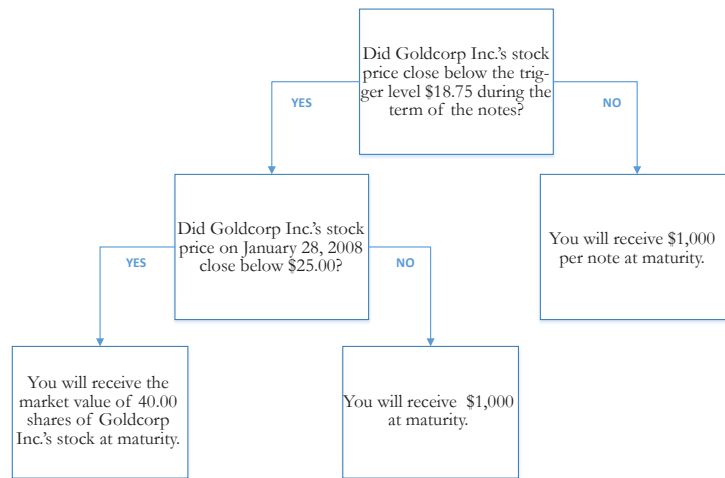 Did Goldcorp Inc.'s stock
price close below the trig-
ger level $18.75 during the
term of the notes?
YES
NO
Did Goldcorp Inc.'s stock
price on January 28, 2008
close below $25.00?
You will receive $1,000
per note at maturity.
YES
NO
You will receive the
market value of 40.00
shares of Goldcorp
Inc.'s stock at maturity.
You will receive $1,000
at maturity.